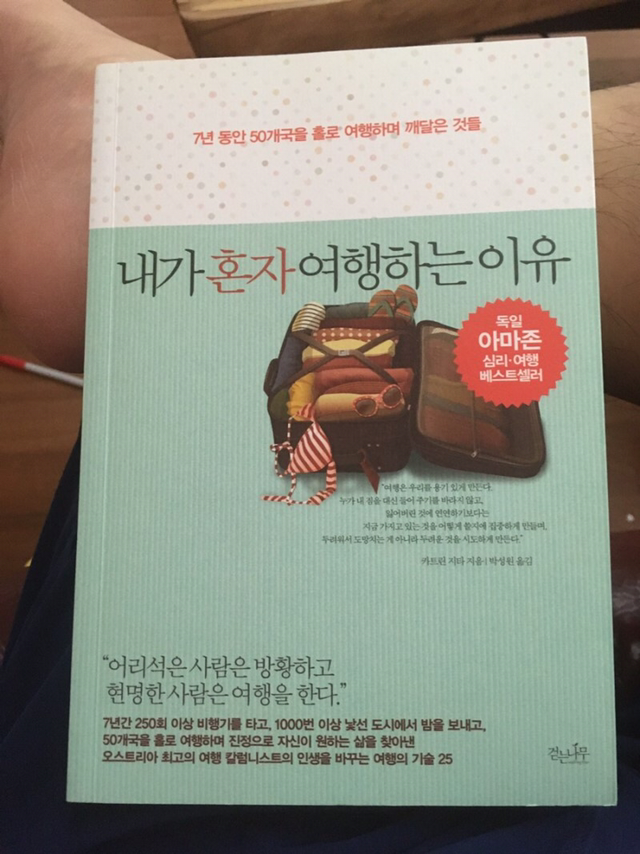 7년 동안 50개국을 홀로 여행하며 깨달은 것들
내가 혼자 여행하는 이유
독일
아마존
심리·여행
베스트셀러
"여행은 우리를 용기 있게 만든다.
누가 내 짐을 대신 들어 주기를 바라지 않고,
잃어버린 것에 연연하기보다는
지금 가지고 있는 것을 어떻게 쓸지에 집중하게 만들며,
두려워서 도망치는 게 아니라 두려운 것을 시도하게 만든다."
카트린 지타 지음 | 박성원 옮김
"어리석은 사람은 방황하고
현명한 사람은 여행을 한다."
7년간 250회 이상 비행기를 타고, 1000번 이상 낯선 도시에서 밤을 보내고,
50개국을 홀로 여행하며 진정으로 자신이 원하는 삶을 찾아낸
오스트리아 최고의 여행 칼럼니스트의 인생을 바꾸는 여행의 기술 25
걷는나무